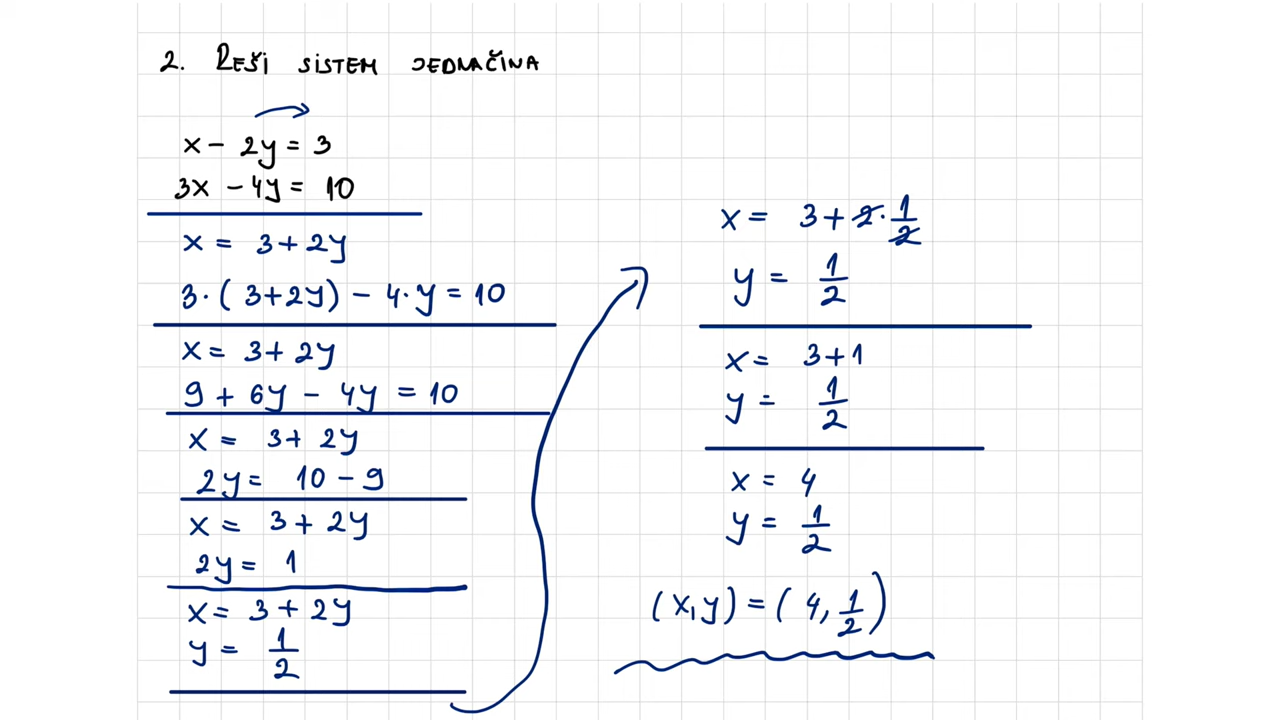 2. Reši sistem jednačina
x - 2y = 3
3x - 4y = 10
x = 3 + 2y
3·(3+2y) - 4·y = 10
x = 3 + 2y
9 + 6y - 4y = 10
x = 3 + 2y
2y = 10 - 9
x = 3 + 2y
2y = 1
x = 3 + 2y
y = 1/2
x = 3 + 2·1/2
y = 1/2
x = 3+1
y = 1/2
x = 4
y = 1/2
(x,y) = (4, 1/2)